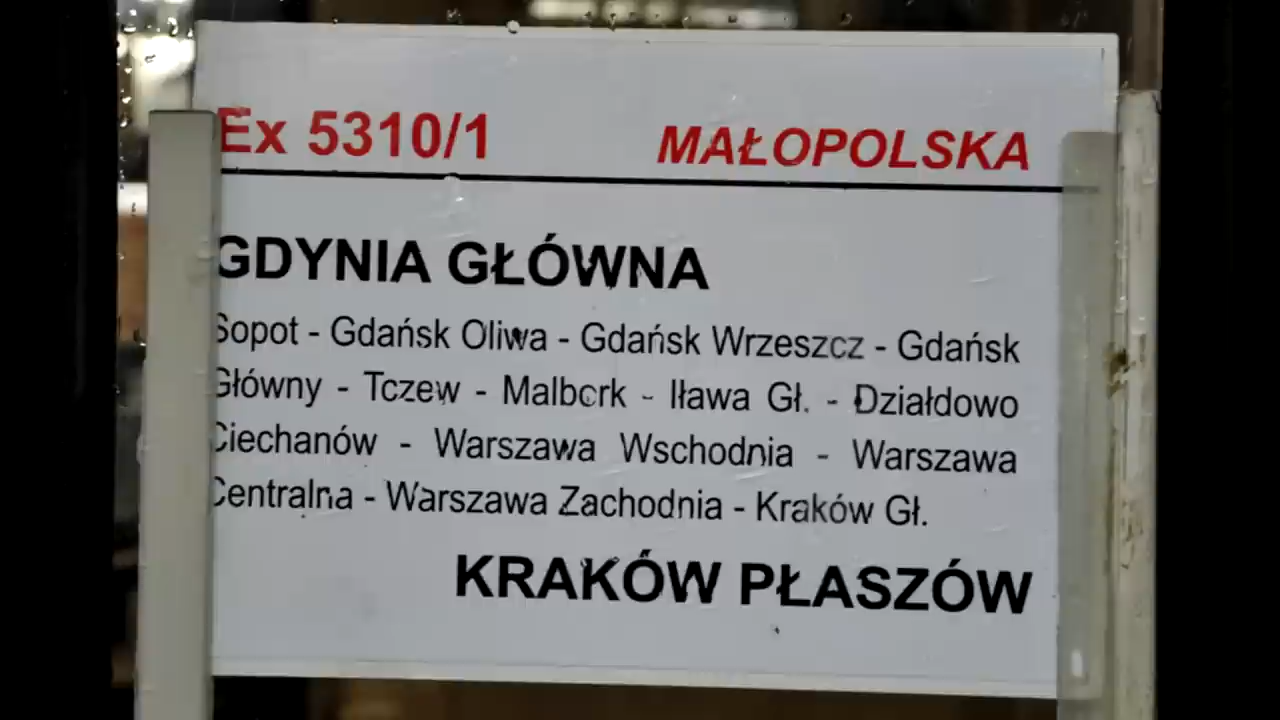 Ex 5310/1 MAŁOPOLSKA
GDYNIA GŁÓWNA
Sopot - Gdańsk Oliwa - Gdańsk Wrzeszcz - Gdańsk
Główny - Tczew - Malbork - Iława Gł. - Działdowo
Ciechanów - Warszawa Wschodnia - Warszawa
Centralna - Warszawa Zachodnia - Kraków Gł.
KRAKÓW PŁASZÓW